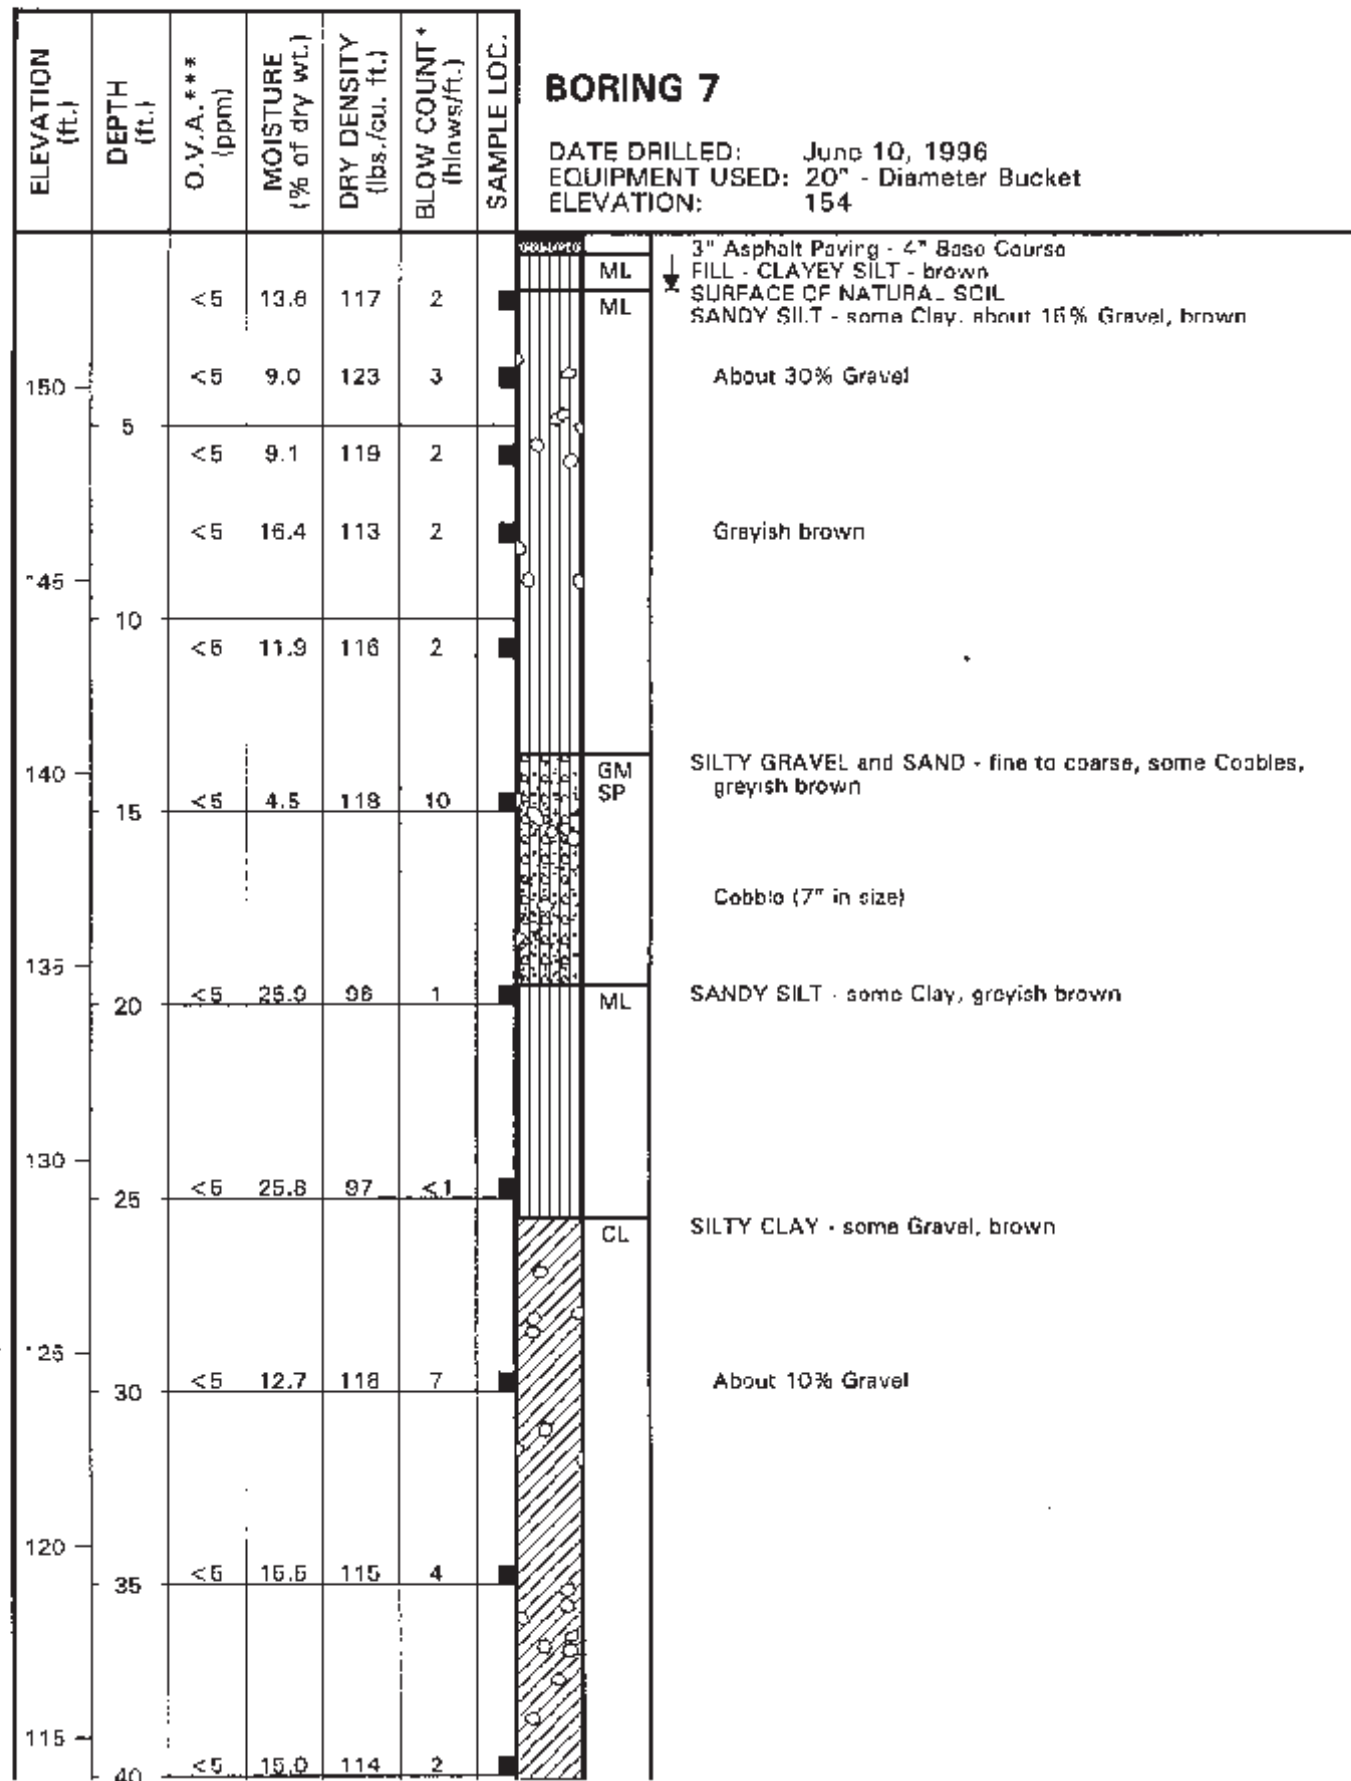 ELEVATION (ft.)
DEPTH (ft.)
O.V.A.*** (ppm)
MOISTURE (% of dry wt.)
DRY DENSITY (lbs./cu. ft.)
BLOW COUNT* (blows/ft.)
SAMPLE LOC.
BORING 7
DATE DRILLED: June 10, 1996
EQUIPMENT USED: 20" - Diameter Bucket
ELEVATION: 154
3" Asphalt Paving - 4" Base Course
ML FILL - CLAYEY SILT - brown
SURFACE OF NATURAL SOIL
<5 13.8 117 2 ML SANDY SILT - some Clay, about 15% Gravel, brown
150 <5 9.0 123 3 About 30% Gravel
5
<5 9.1 119 2
<5 16.4 113 2 Greyish brown
145
10
<5 11.9 116 2
140 GM SILTY GRAVEL and SAND - fine to coarse, some Cobbles,
SP greyish brown
<5 4.5 118 10
15
Cobble (7" in size)
135
<5 25.9 96 1 ML SANDY SILT - some Clay, greyish brown
20
130
<5 25.8 97 <1
25
CL SILTY CLAY - some Gravel, brown
125
<5 12.7 118 7 About 10% Gravel
30
120
<5 115 4
35
115
<5 15.0 114 2
40